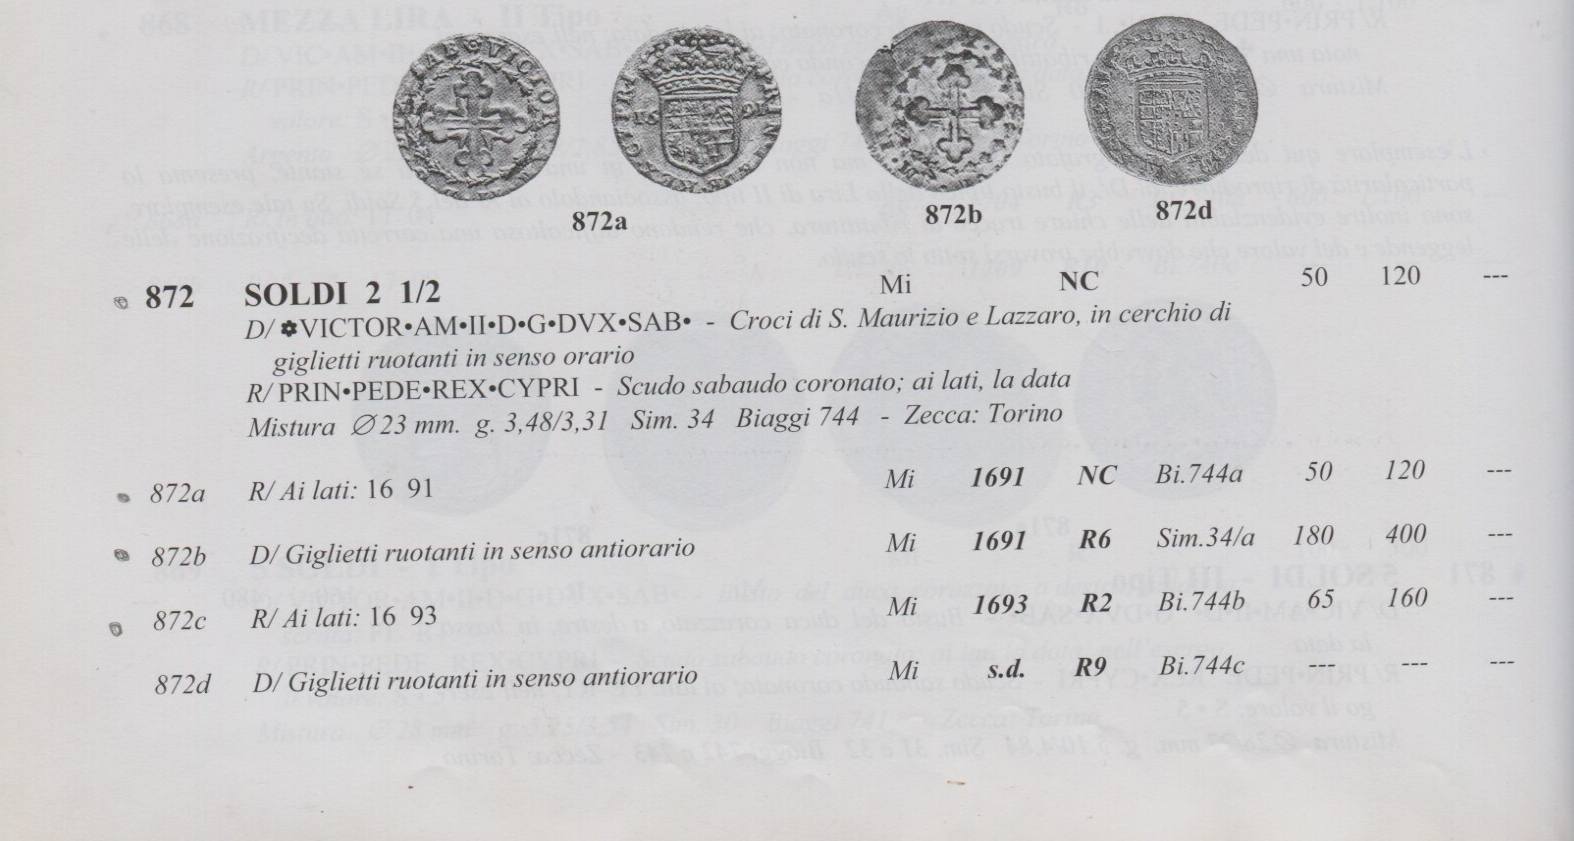 872a 872b 872d
872 SOLDI 2 1/2 Mi NC 50 120 ---
D/ ✽VICTOR•AM•II•D•G•DVX•SAB• - Croci di S. Maurizio e Lazzaro, in cerchio di
giglietti ruotanti in senso orario
R/ PRIN•PEDE•REX•CYPRI - Scudo sabaudo coronato; ai lati, la data
Mistura ∅ 23 mm. g. 3,48/3,31 Sim. 34 Biaggi 744 - Zecca: Torino
872a R/ Ai lati: 16 91 Mi 1691 NC Bi.744a 50 120 ---
872b D/ Giglietti ruotanti in senso antiorario Mi 1691 R6 Sim.34/a 180 400 ---
872c R/ Ai lati: 16 93 Mi 1693 R2 Bi.744b 65 160 ---
872d D/ Giglietti ruotanti in senso antiorario Mi s.d. R9 Bi.744c --- --- ---